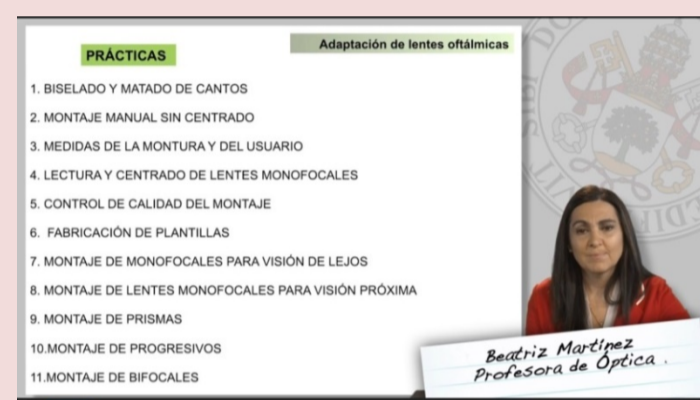 Adaptación de lentes oftálmicas
PRÁCTICAS
1. BISELADO Y MATADO DE CANTOS
2. MONTAJE MANUAL SIN CENTRADO
3. MEDIDAS DE LA MONTURA Y DEL USUARIO
4. LECTURA Y CENTRADO DE LENTES MONOFOCALES
5. CONTROL DE CALIDAD DEL MONTAJE
6. FABRICACIÓN DE PLANTILLAS
7. MONTAJE DE MONOFOCALES PARA VISIÓN DE LEJOS
8. MONTAJE DE LENTES MONOFOCALES PARA VISIÓN PRÓXIMA
9. MONTAJE DE PRISMAS
10.MONTAJE DE PROGRESIVOS
11.MONTAJE DE BIFOCALES
Beatriz Martínez
Profesora de Óptica .